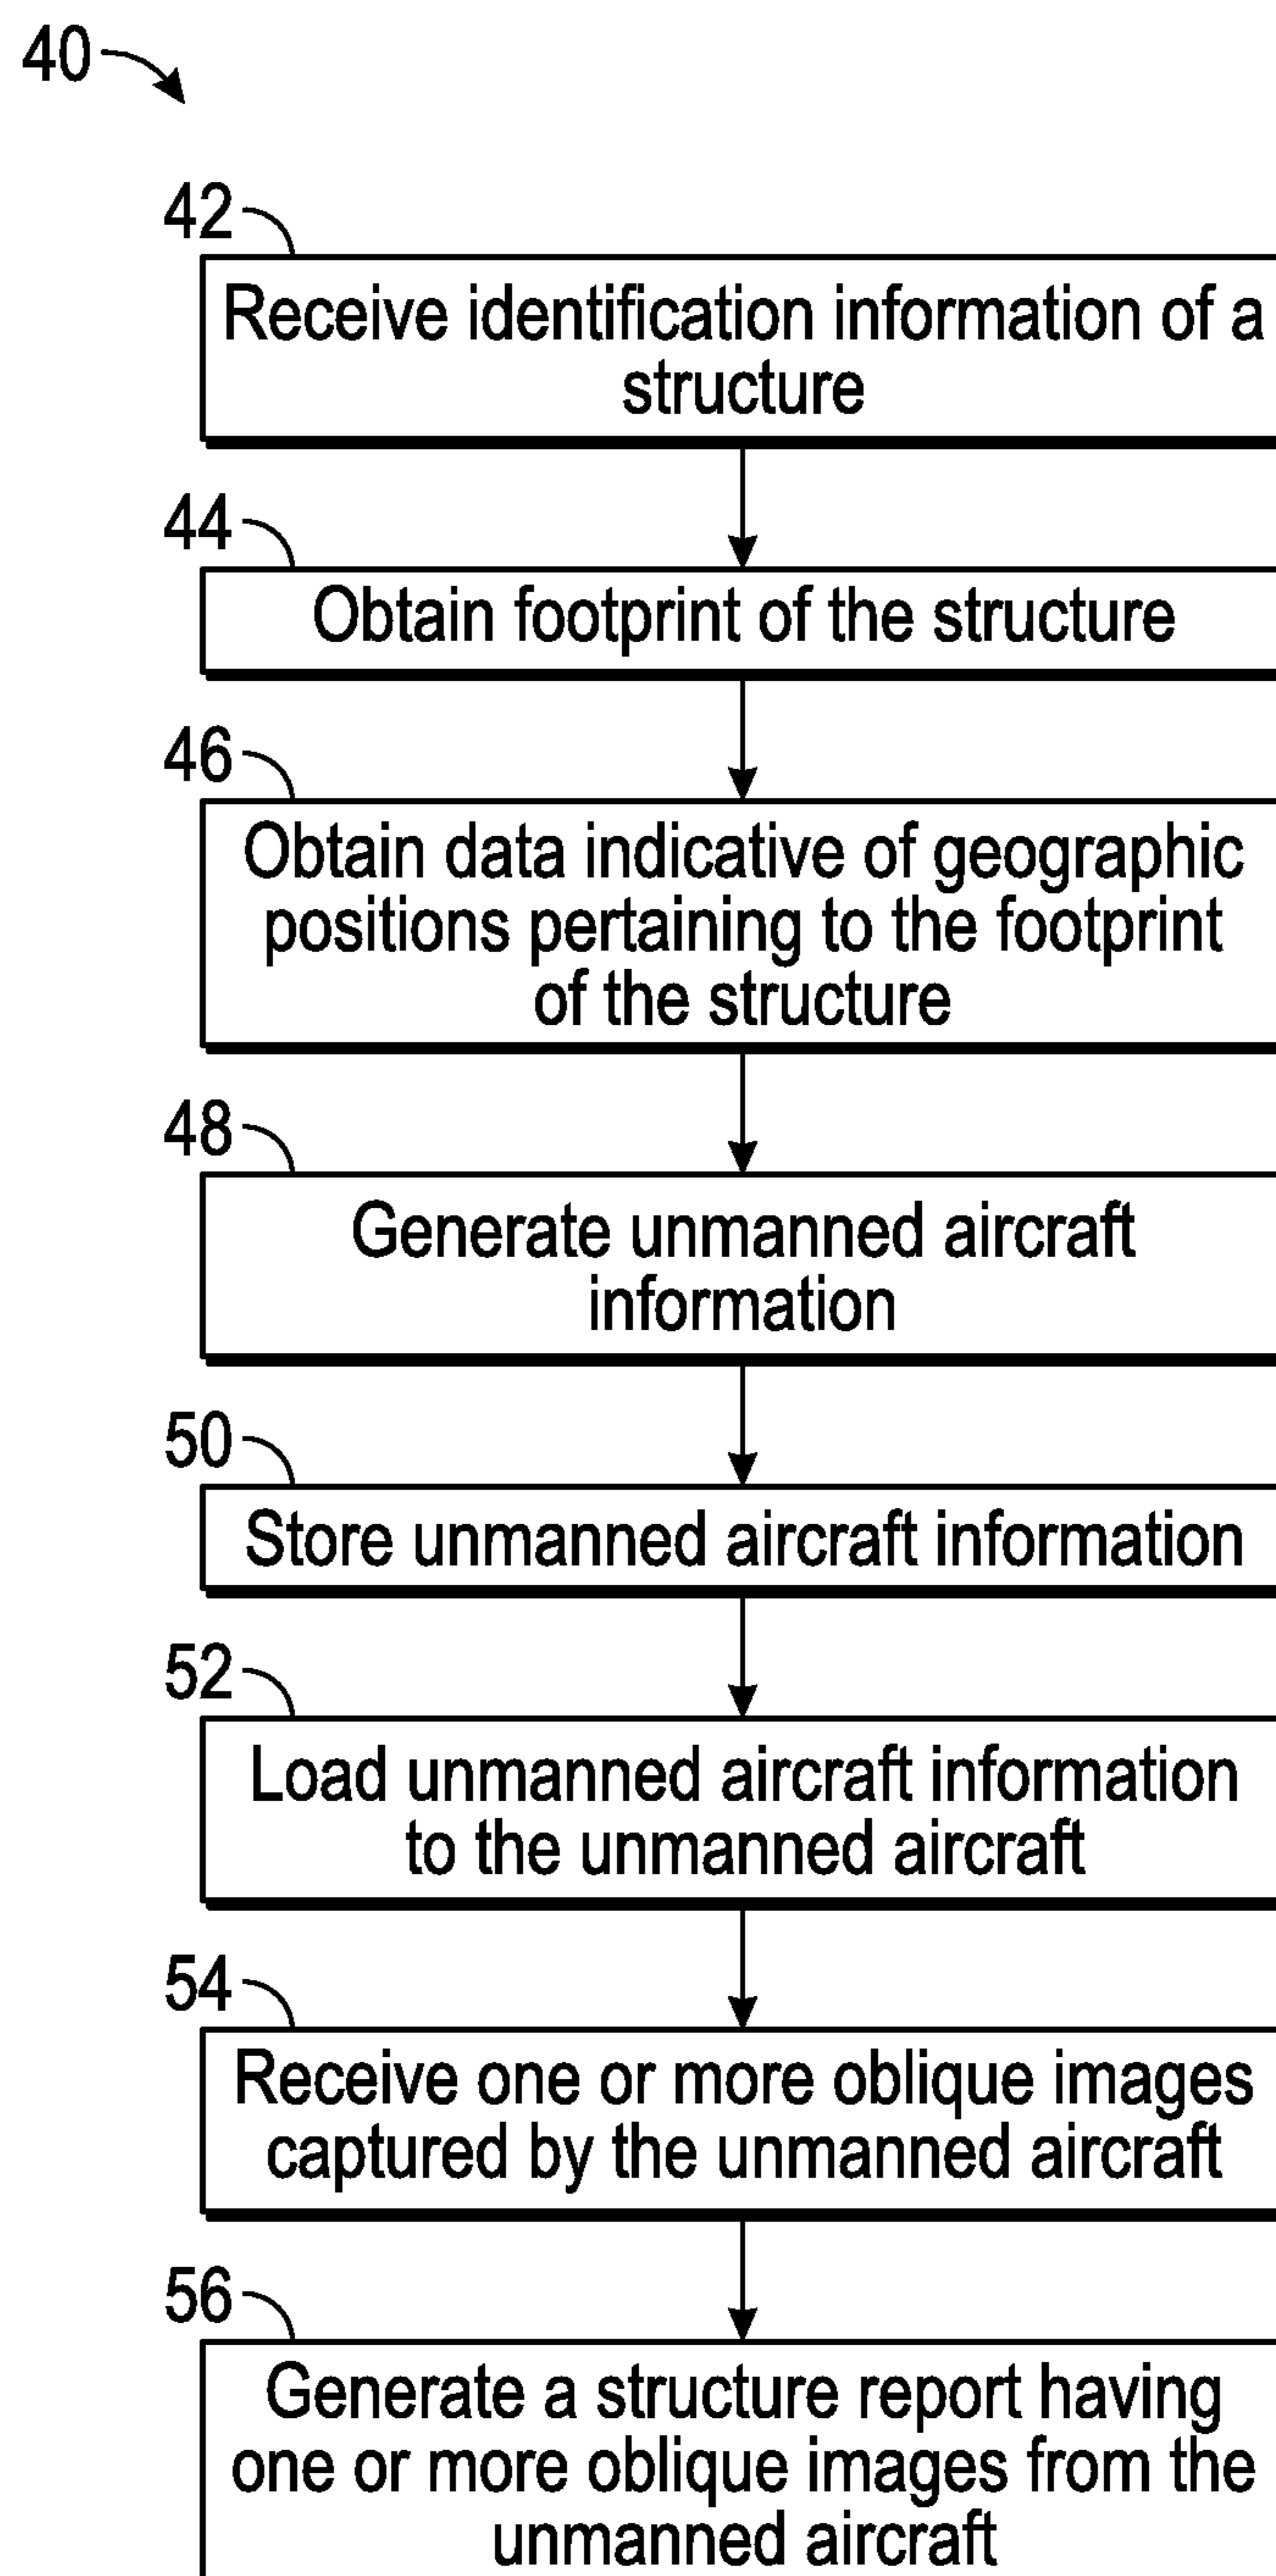 40
42
Receive identification information of a
structure
44
Obtain footprint of the structure
46
Obtain data indicative of geographic
positions pertaining to the footprint
of the structure
48
Generate unmanned aircraft
information
50
Store unmanned aircraft information
52
Load unmanned aircraft information
to the unmanned aircraft
54
Receive one or more oblique images
captured by the unmanned aircraft
56
Generate a structure report having
one or more oblique images from the
unmanned aircraft